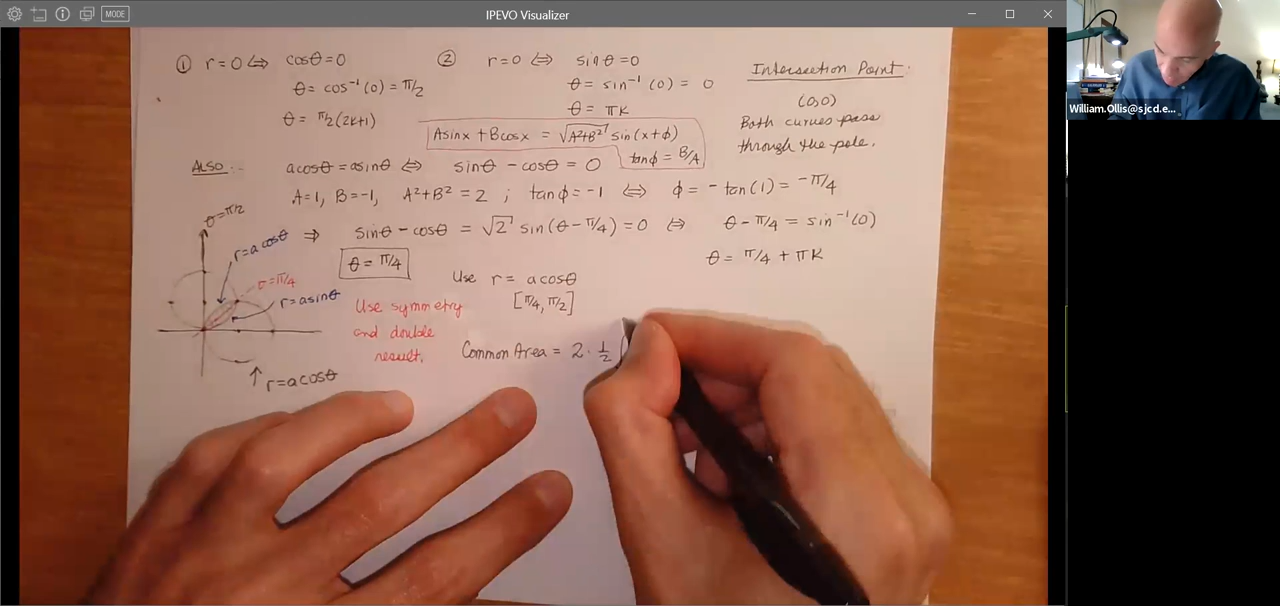 IPEVO Visualizer
MODE
William.Ollis@sjcd.e...
① r=0 ⇔ cosθ=0
θ = cos⁻¹(0) = π/2
θ = π/2(2k+1)
② r=0 ⇔ sinθ=0
θ = sin⁻¹(0) = 0
θ = πK
Intersection Point:
(0,0)
Both curves pass
through the pole.
Asinx + Bcosx = √A²+B² sin(x+φ)
tanφ = B/A
ALSO:
acosθ = asinθ ⇔ sinθ - cosθ = 0
A=1, B=-1, A²+B² = 2 ; tanφ = -1 ⇔ φ = -tan(1) = -π/4
⇒ sinθ - cosθ = √2 sin(θ-π/4) = 0 ⇔ θ - π/4 = sin⁻¹(0)
θ = π/4
θ = π/4 + πK
θ=π/2
r=acosθ
θ=π/4
r=asinθ
↑ r=acosθ
Use symmetry
and double
result.
Use r = acosθ
[π/4, π/2]
Common Area = 2 · 1/2 ∫